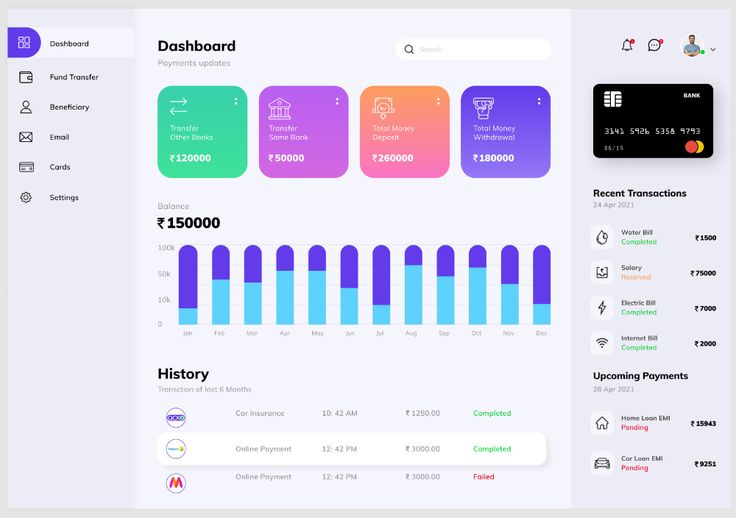 Dashboard
Fund Transfer
Beneficiary
Email
Cards
Settings
Dashboard
Payments updates
Search
Transfer
Other Banks
₹120000
Transfer
Same Bank
₹50000
Total Money
Deposit
₹260000
Total Money
Withdrawal
₹180000
Balance
₹150000
100k
50k
10k
0
Jan Feb Mar Apr May Jun Jul Aug Sep Oct Nov Dec
History
Transction of last 6 Months
Car Insurance 10: 42 AM ₹ 1250.00 Completed
Online Payment 12: 42 PM ₹ 3000.00 Completed
Online Payment 12: 42 PM ₹ 3000.00 Failed
BANK
3141 5926 5358 9793
06/15
Recent Transactions
24 Apr 2021
Water Bill
Completed
₹1500
Salary
Received
₹75000
Electric Bill
Completed
₹7000
Internet Bill
Completed
₹2000
Upcoming Payments
28 Apr 2021
Home Loan EMI
Pending
₹15943
Car Loan EMI
Pending
₹9251